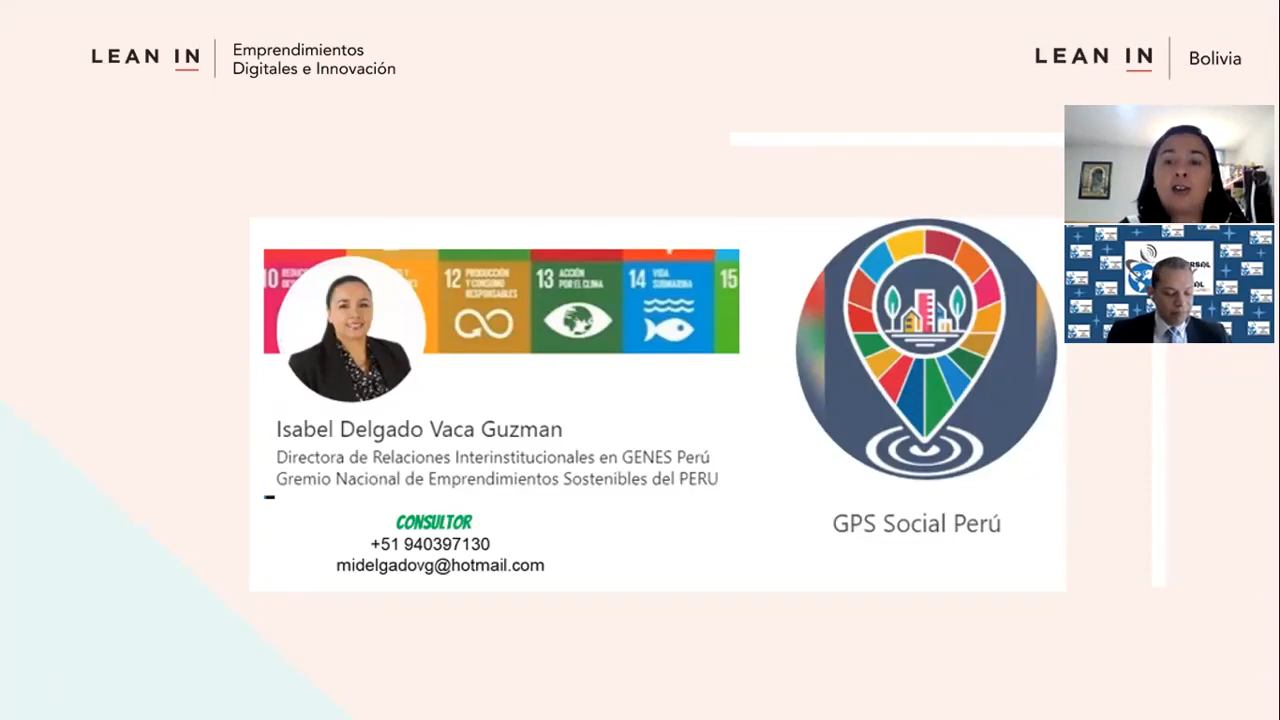 LEAN IN
Emprendimientos
Digitales e Innovación
LEAN IN
Bolivia
10
12 PRODUCCIÓN
Y CONSUMO
RESPONSABLES
13 ACCIÓN
POR EL CLIMA
14 VIDA
SUBMARINA
15
Isabel Delgado Vaca Guzman
Directora de Relaciones Interinstitucionales en GENES Perú
Gremio Nacional de Emprendimientos Sostenibles del PERU
CONSULTOR
+51 940397130
midelgadovg@hotmail.com
GPS Social Perú